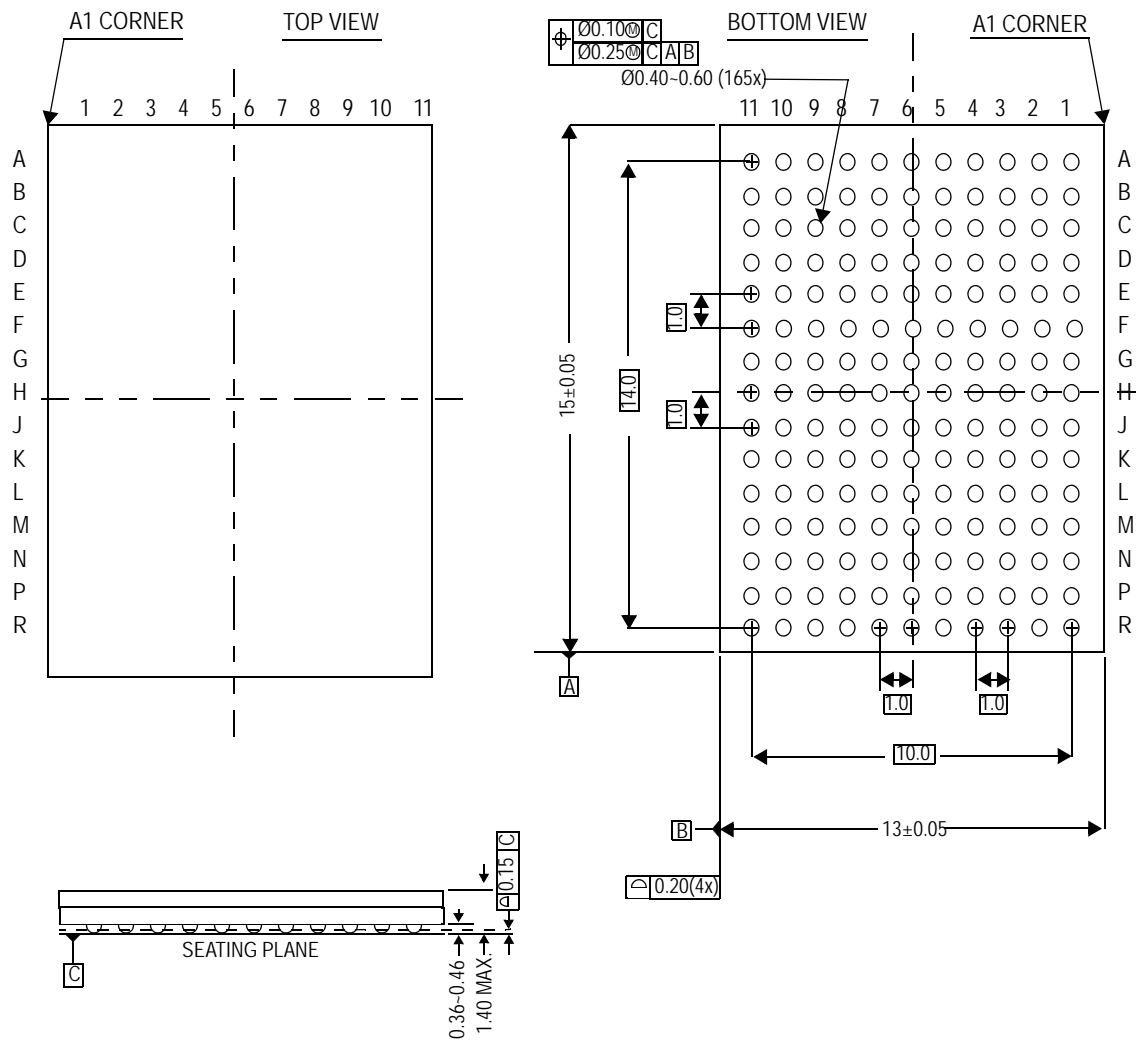 A1 CORNER
TOP VIEW
1 2 3 4 5 6 7 8 9 10 11
A
B
C
D
E
F
G
H
J
K
L
M
N
P
R
Ø0.10Ⓜ C
Ø0.25Ⓜ C A B
BOTTOM VIEW
A1 CORNER
Ø0.40~0.60 (165x)
11 10 9 8 7 6 5 4 3 2 1
A
B
C
D
E
F
G
H
J
K
L
M
N
P
R
1.0
1.0
14.0
15±0.05
A
1.0
1.0
10.0
B
13±0.05
0.20(4x)
0.15 C
SEATING PLANE
C
0.36~0.46
1.40 MAX.